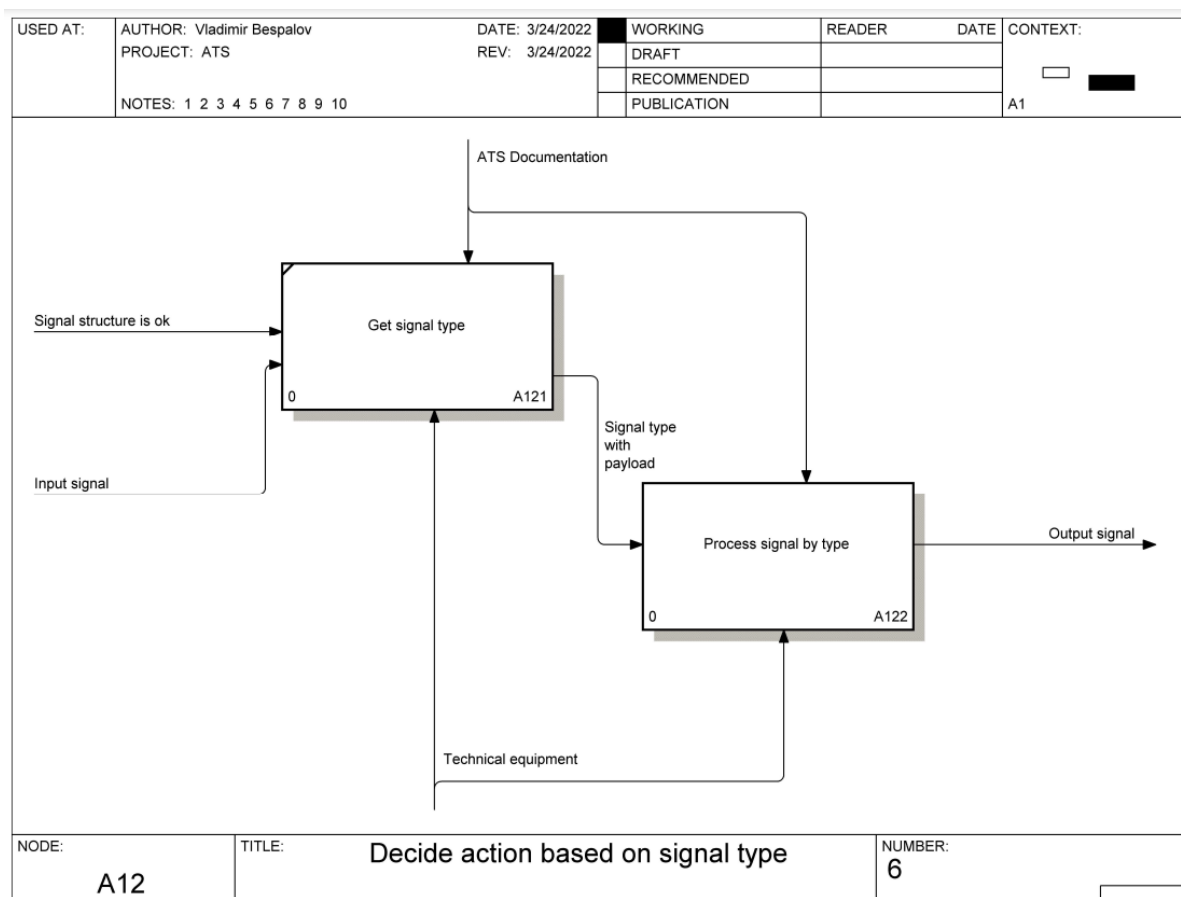 USED AT:
AUTHOR: Vladimir Bespalov
DATE: 3/24/2022
WORKING
READER
DATE
CONTEXT:
PROJECT: ATS
REV: 3/24/2022
DRAFT
RECOMMENDED
NOTES: 1 2 3 4 5 6 7 8 9 10
PUBLICATION
A1
ATS Documentation
Signal structure is ok
Get signal type
0
A121
Signal type
with
payload
Input signal
Process signal by type
Output signal
0
A122
Technical equipment
NODE:
TITLE:
Decide action based on signal type
NUMBER:
6
A12